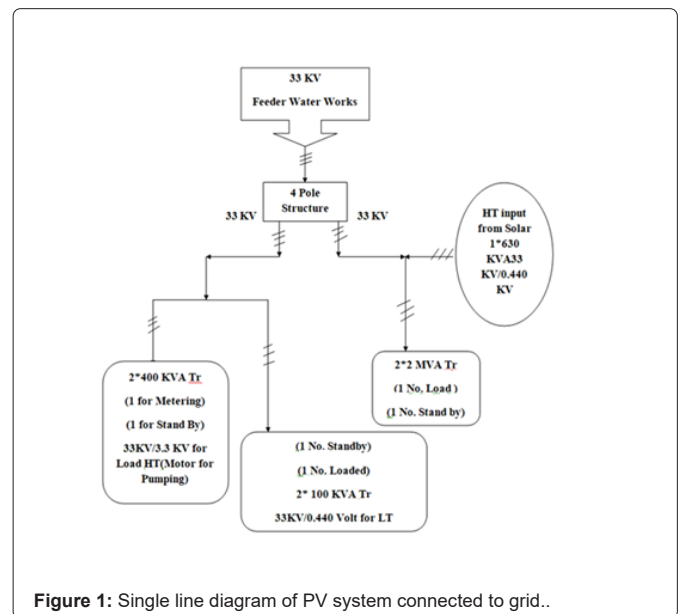 33 KV
Feeder Water Works
4 Pole
Structure
33 KV
33 KV
HT input
from Solar
1*630
KVA33
KV/0.440
KV
2*400 KVA Tr
(1 for Metering)
(1 for Stand By)
33KV/3.3 KV for
Load HT(Motor for
Pumping)
2*2 MVA Tr
(1 No, Load )
(1 No. Stand by)
(1 No. Standby)
(1 No. Loaded)
2* 100 KVA Tr
33KV/0.440 Volt for LT
Figure 1: Single line diagram of PV system connected to grid..